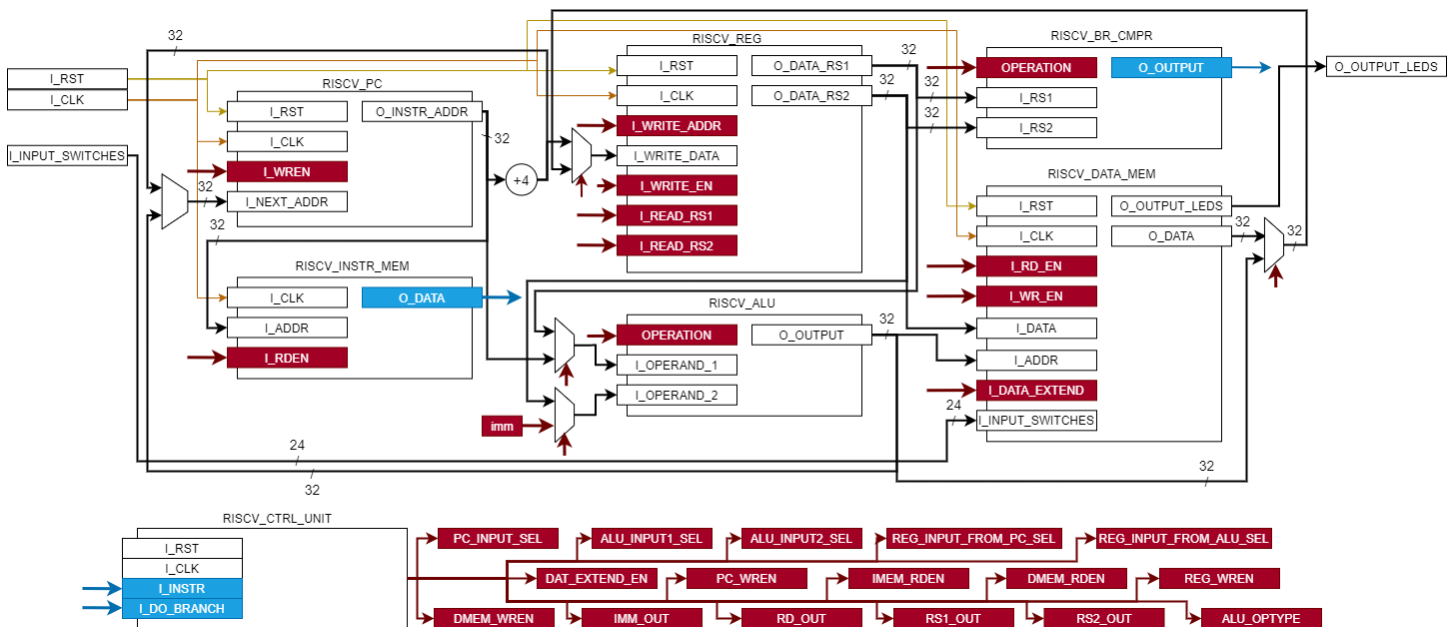 I_RST
I_CLK
I_INPUT_SWITCHES
32
RISCV_PC
I_RST
O_INSTR_ADDR
I_CLK
I_WREN
I_NEXT_ADDR
32
32
32
+4
RISCV_INSTR_MEM
I_CLK
O_DATA
I_ADDR
I_RDEN
RISCV_REG
I_RST
O_DATA_RS1
I_CLK
O_DATA_RS2
I_WRITE_ADDR
I_WRITE_DATA
I_WRITE_EN
I_READ_RS1
I_READ_RS2
32
32
32
32
RISCV_ALU
OPERATION
O_OUTPUT
I_OPERAND_1
I_OPERAND_2
32
imm
RISCV_BR_CMPR
OPERATION
O_OUTPUT
I_RS1
I_RS2
O_OUTPUT_LEDS
RISCV_DATA_MEM
I_RST
O_OUTPUT_LEDS
I_CLK
O_DATA
I_RD_EN
I_WR_EN
I_DATA
I_ADDR
I_DATA_EXTEND
I_INPUT_SWITCHES
32
32
24
24
32
32
RISCV_CTRL_UNIT
I_RST
I_CLK
I_INSTR
I_DO_BRANCH
PC_INPUT_SEL
ALU_INPUT1_SEL
ALU_INPUT2_SEL
REG_INPUT_FROM_PC_SEL
REG_INPUT_FROM_ALU_SEL
DAT_EXTEND_EN
PC_WREN
IMEM_RDEN
DMEM_RDEN
REG_WREN
DMEM_WREN
IMM_OUT
RD_OUT
RS1_OUT
RS2_OUT
ALU_OPTYPE